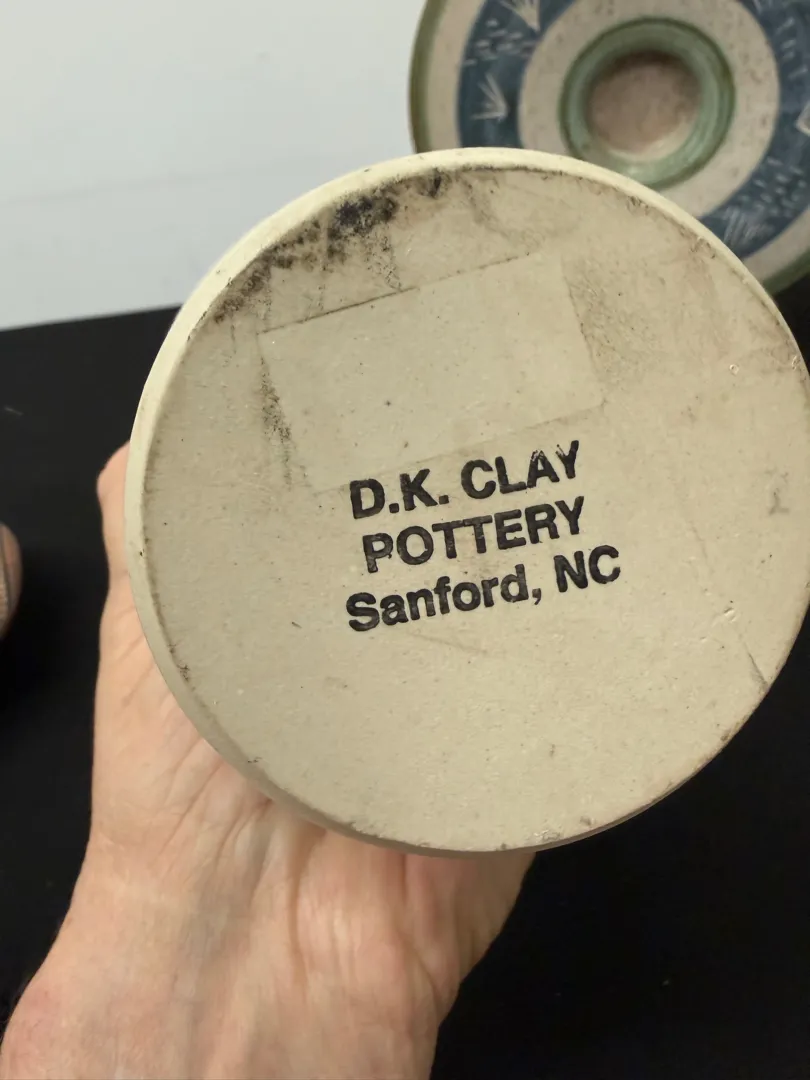 D.K. CLAY
POTTERY
Sanford, NC